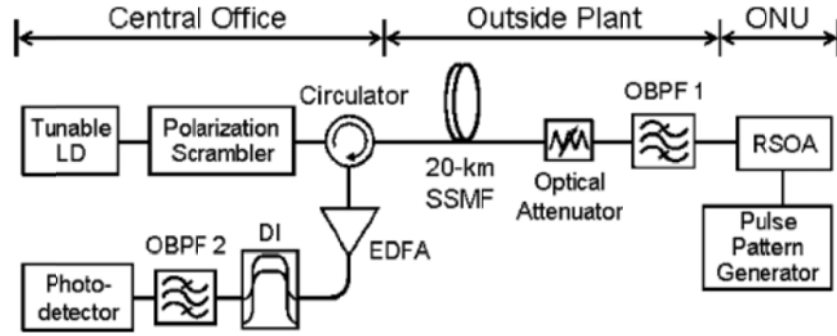 Central Office
Outside Plant
ONU
Circulator
OBPF 1
Tunable
LD
Polarization
Scrambler
20-km
SSMF
Optical
Attenuator
RSOA
OBPF 2
DI
EDFA
Pulse
Pattern
Generator
Photo-
detector